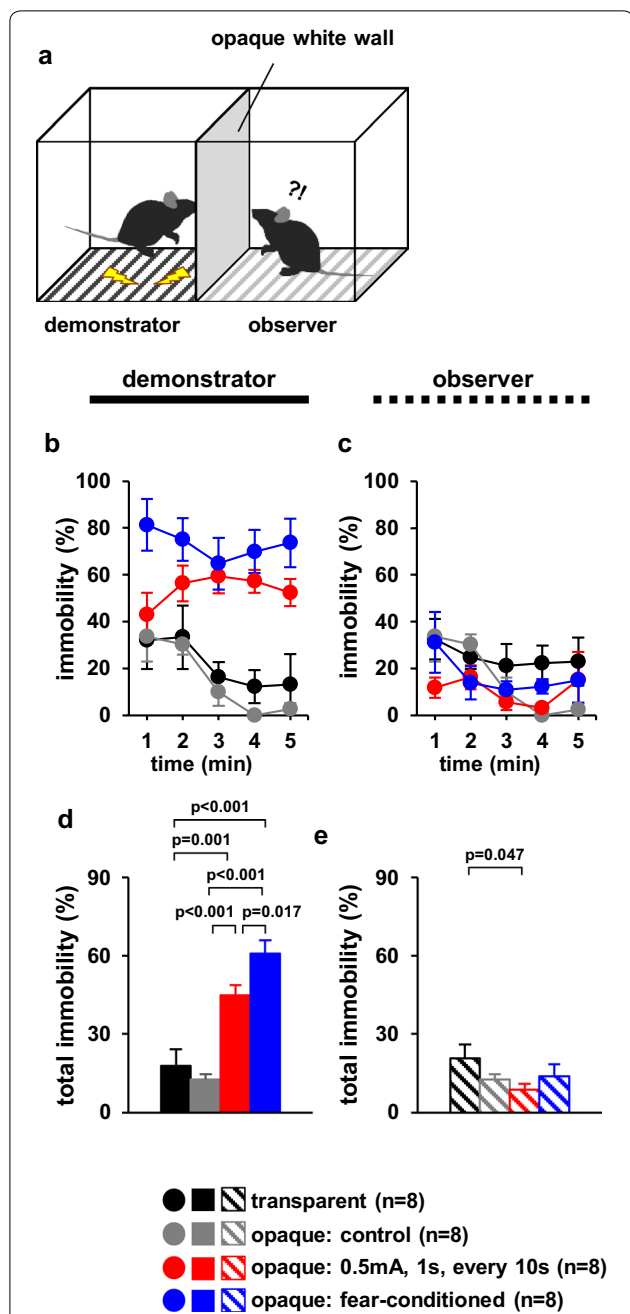 opaque white wall
a
?!
demonstrator observer
demonstrator observer
b c
immobility (%) immobility (%)
100 100
80 80
60 60
40 40
20 20
0 0
1 2 3 4 5 1 2 3 4 5
time (min) time (min)
d e
p<0.001
p=0.001
p<0.001
p<0.001 p=0.017
p=0.047
total immobility (%) total immobility (%)
90 90
60 60
30 30
0 0
transparent (n=8)
opaque: control (n=8)
opaque: 0.5mA, 1s, every 10s (n=8)
opaque: fear-conditioned (n=8)